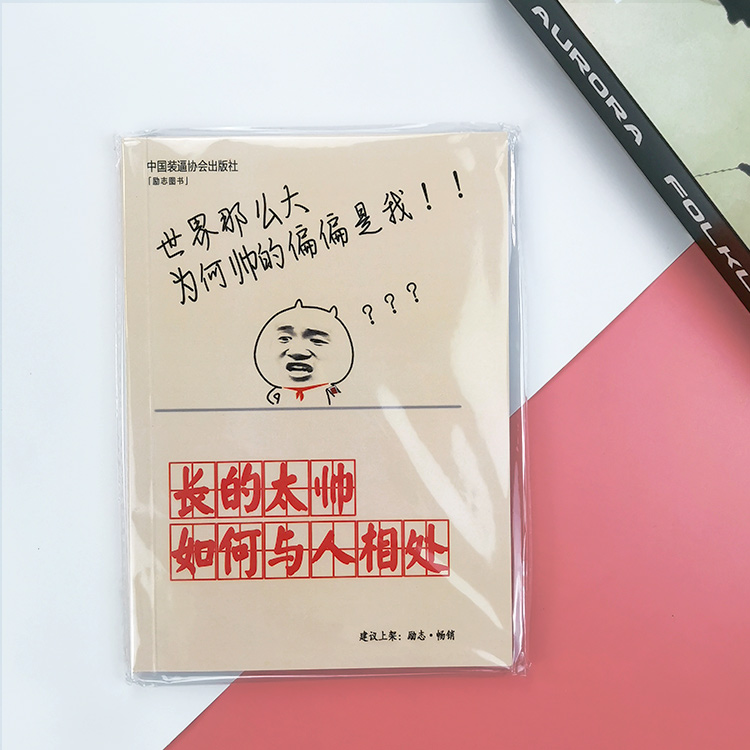 中国装逼协会出版社
「励志图书」
世界那么大
为何帅的偏偏是我！！
？？？
长的太帅
如何与人相处
建议上架：励志·畅销
AURORA FOLKL